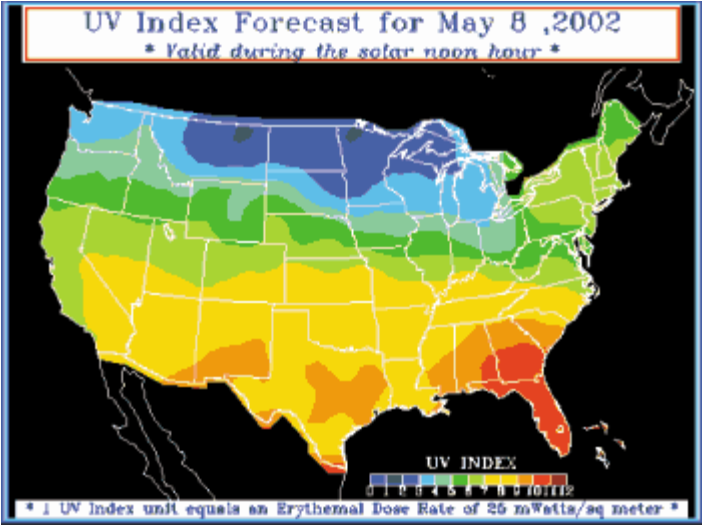 UV Index Forecast for May 8 ,2002
* Valid during the solar noon hour *
UV INDEX
0 1 2 3 4 5 6 7 8 9 10 11 12
* 1 UV Index unit equals an Erythemal Dose Rate of 25 mWatts/sq meter *